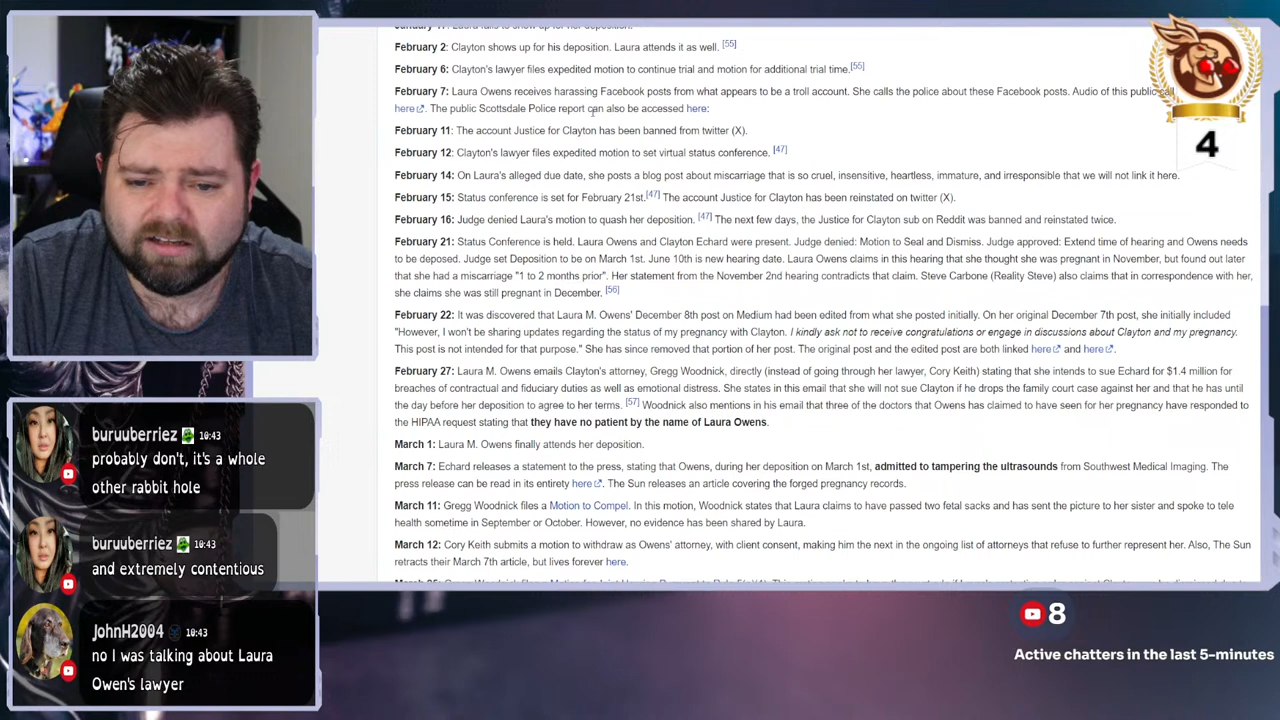 February 2: Clayton shows up for his deposition. Laura attends it as well. [55]
February 6: Clayton's lawyer files expedited motion to continue trial and motion for additional trial time.[55]
February 7: Laura Owens receives harassing Facebook posts from what appears to be a troll account. She calls the police about these Facebook posts. Audio of this public call
here. The public Scottsdale Police report can also be accessed here:
February 11: The account Justice for Clayton has been banned from twitter (X).
February 12: Clayton's lawyer files expedited motion to set virtual status conference. [47]
February 14: On Laura's alleged due date, she posts a blog post about miscarriage that is so cruel, insensitive, heartless, immature, and irresponsible that we will not link it here.
February 15: Status conference is set for February 21st.[47] The account Justice for Clayton has been reinstated on twitter (X).
February 16: Judge denied Laura's motion to quash her deposition. [47] The next few days, the Justice for Clayton sub on Reddit was banned and reinstated twice.
February 21: Status Conference is held. Laura Owens and Clayton Echard were present. Judge denied: Motion to Seal and Dismiss. Judge approved: Extend time of hearing and Owens needs
to be deposed. Judge set Deposition to be on March 1st. June 10th is new hearing date. Laura Owens claims in this hearing that she thought she was pregnant in November, but found out later
that she had a miscarriage "1 to 2 months prior". Her statement from the November 2nd hearing contradicts that claim. Steve Carbone (Reality Steve) also claims that in correspondence with her,
she claims she was still pregnant in December. [56]
February 22: It was discovered that Laura M. Owens' December 8th post on Medium had been edited from what she posted initially. On her original December 7th post, she initially included
"However, I won't be sharing updates regarding the status of my pregnancy with Clayton. I kindly ask not to receive congratulations or engage in discussions about Clayton and my pregnancy.
This post is not intended for that purpose." She has since removed that portion of her post. The original post and the edited post are both linked here and here.
February 27: Laura M. Owens emails Clayton's attorney, Gregg Woodnick, directly (instead of going through her lawyer, Cory Keith) stating that she intends to sue Echard for $1.4 million for
breaches of contractual and fiduciary duties as well as emotional distress. She states in this email that she will not sue Clayton if he drops the family court case against her and that he has until
the day before her deposition to agree to her terms. [57] Woodnick also mentions in his email that three of the doctors that Owens has claimed to have seen for her pregnancy have responded to
the HIPAA request stating that they have no patient by the name of Laura Owens.
March 1: Laura M. Owens finally attends her deposition.
March 7: Echard releases a statement to the press, stating that Owens, during her deposition on March 1st, admitted to tampering the ultrasounds from Southwest Medical Imaging. The
press release can be read in its entirety here. The Sun releases an article covering the forged pregnancy records.
March 11: Gregg Woodnick files a Motion to Compel. In this motion, Woodnick states that Laura claims to have passed two fetal sacks and has sent the picture to her sister and spoke to tele
health sometime in September or October. However, no evidence has been shared by Laura.
March 12: Cory Keith submits a motion to withdraw as Owens' attorney, with client consent, making him the next in the ongoing list of attorneys that refuse to further represent her. Also, The Sun
retracts their March 7th article, but lives forever here.
4
buruuberriez 10:43
probably don't, it's a whole
other rabbit hole
buruuberriez 10:43
and extremely contentious
JohnH2004 10:43
no I was talking about Laura
Owen's lawyer
8
Active chatters in the last 5-minutes